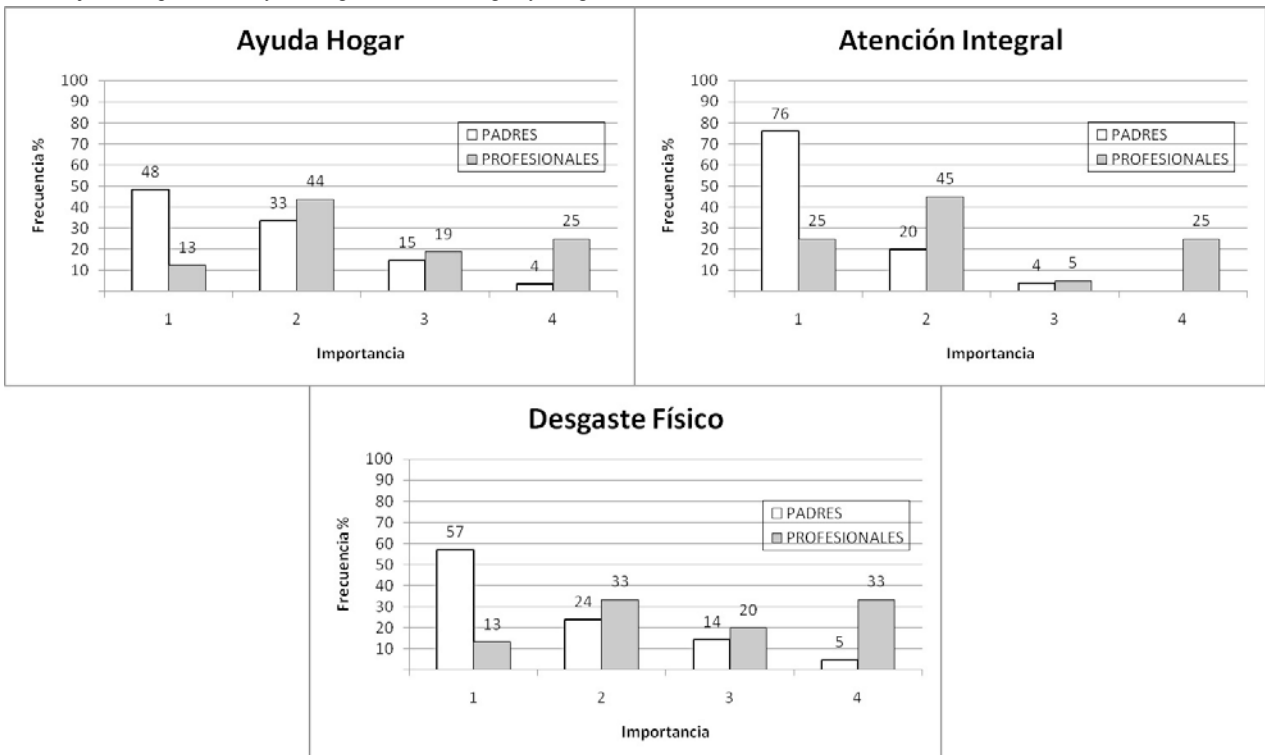 Ayuda Hogar
100
90
80
70
60
50
40
30
20
10
Frecuencia %
48
13
33
44
15
19
4
25
PADRES
PROFESIONALES
1 2 3 4
Importancia
Atención Integral
100
90
80
70
60
50
40
30
20
10
Frecuencia %
76
25
20
45
4
5
25
PADRES
PROFESIONALES
1 2 3 4
Importancia
Desgaste Físico
100
90
80
70
60
50
40
30
20
10
Frecuencia %
57
13
24
33
14
20
5
33
PADRES
PROFESIONALES
1 2 3 4
Importancia